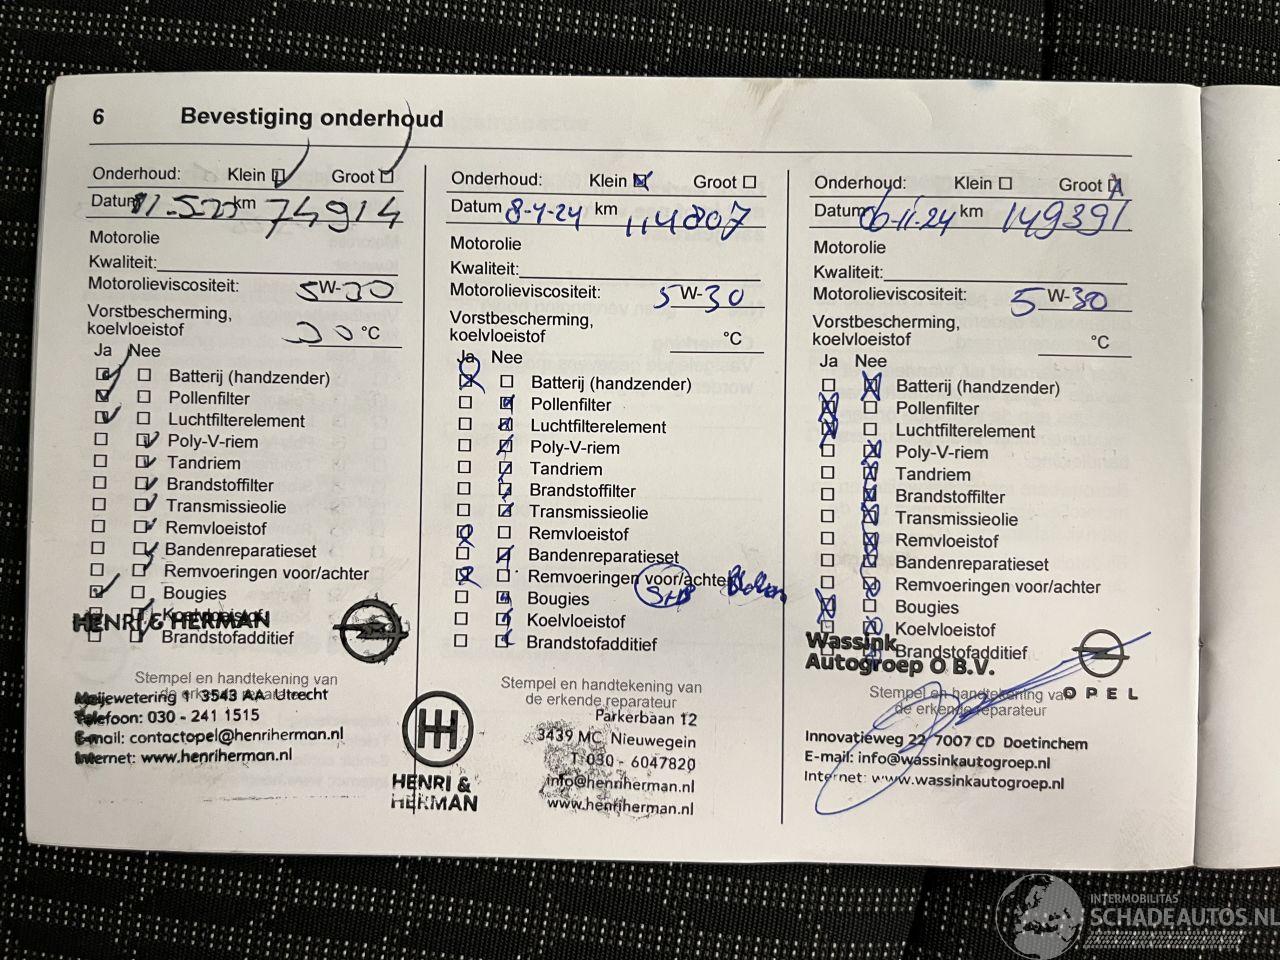 6 Bevestiging onderhoud
Onderhoud: Klein Groot
Datum km 74914
Motorolie
Kwaliteit:
Motorolieviscositeit: 5W-30
Vorstbescherming,
koelvloeistof 30 °C
Ja Nee
Batterij (handzender)
Pollenfilter
Luchtfilterelement
Poly-V-riem
Tandriem
Brandstoffilter
Transmissieolie
Remvloeistof
Bandenreparatieset
Remvoeringen voor/achter
Bougies
Koelvloeistof
HENRI & HERMAN
Brandstofadditief
Stempel en handtekening van
de erkende reparateur
Meijewetering 1 3543 AA Utrecht
Telefoon: 030 - 241 1515
E-mail: contactopel@henriherman.nl
Internet: www.henriherman.nl
Onderhoud: Klein Groot
Datum 8-4-24 km 114807
Motorolie
Kwaliteit:
Motorolieviscositeit: 5W-30
Vorstbescherming,
koelvloeistof °C
Ja Nee
Batterij (handzender)
Pollenfilter
Luchtfilterelement
Poly-V-riem
Tandriem
Brandstoffilter
Transmissieolie
Remvloeistof
Bandenreparatieset
Remvoeringen voor/achter
Bougies
Koelvloeistof
Brandstofadditief
Stempel en handtekening van
de erkende reparateur
HENRI &
HERMAN
Parkerbaan 12
3439 MC Nieuwegein
T: 030 - 6047820
info@henriherman.nl
www.henriherman.nl
Onderhoud: Klein Groot
Datum 06-11-24 km 149391
Motorolie
Kwaliteit:
Motorolieviscositeit: 5W-30
Vorstbescherming,
koelvloeistof °C
Ja Nee
Batterij (handzender)
Pollenfilter
Luchtfilterelement
Poly-V-riem
Tandriem
Brandstoffilter
Transmissieolie
Remvloeistof
Bandenreparatieset
Remvoeringen voor/achter
Bougies
Koelvloeistof
Brandstofadditief
Wassink
Autogroep O B.V.
OPEL
Stempel en handtekening van
de erkende reparateur
Innovatieweg 22 7007 CD Doetinchem
E-mail: info@wassinkautogroep.nl
Internet: www.wassinkautogroep.nl
INTERMOBILITAS
SCHADEAUTOS.NL